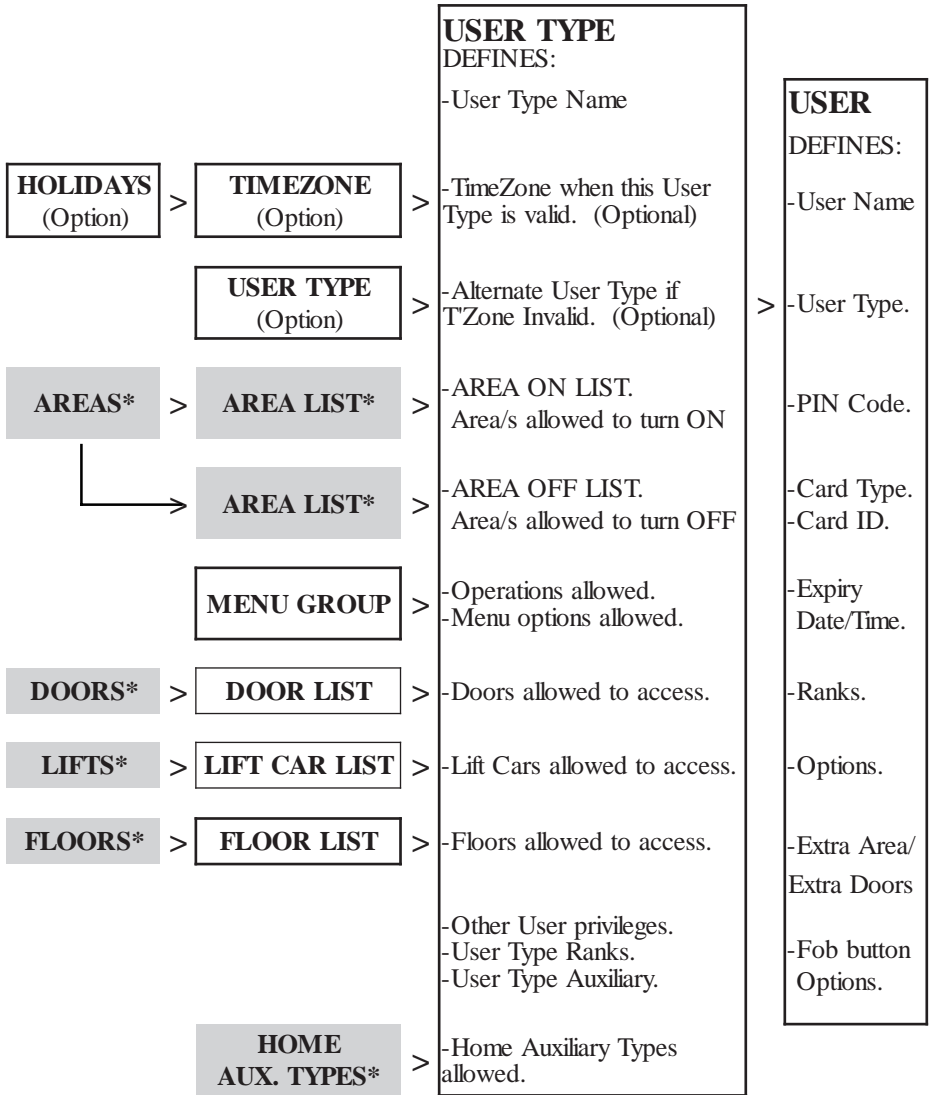 USER TYPE
DEFINES:
-User Type Name
USER
DEFINES:
HOLIDAYS
(Option)
>
TIMEZONE
(Option)
>
-TimeZone when this User
Type is valid. (Optional)
-User Name
USER TYPE
(Option)
>
-Alternate User Type if
T'Zone Invalid. (Optional)
>
-User Type.
AREAS*
>
AREA LIST*
>
-AREA ON LIST.
Area/s allowed to turn ON
-PIN Code.
AREA LIST*
>
-AREA OFF LIST.
Area/s allowed to turn OFF
-Card Type.
-Card ID.
MENU GROUP
>
-Operations allowed.
-Menu options allowed.
-Expiry
Date/Time.
DOORS*
>
DOOR LIST
>
-Doors allowed to access.
-Ranks.
LIFTS*
>
LIFT CAR LIST
>
-Lift Cars allowed to access.
-Options.
FLOORS*
>
FLOOR LIST
>
-Floors allowed to access.
-Extra Area/
Extra Doors
-Other User privileges.
-User Type Ranks.
-User Type Auxiliary.
-Fob button
Options.
HOME
AUX. TYPES*
>
-Home Auxiliary Types
allowed.